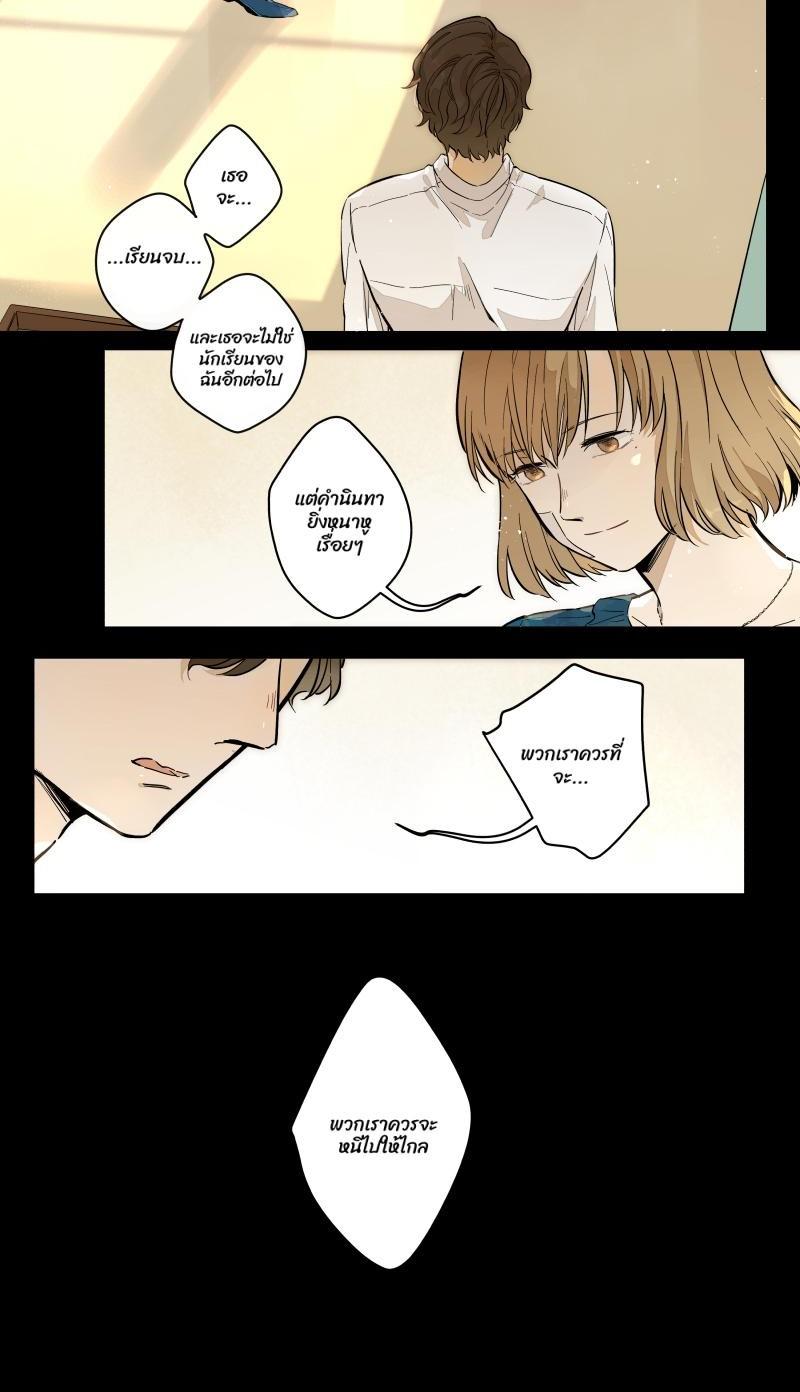 เธอ
จะ...
...เรียนจบ...
และเธอจะไม่ใช่
นักเรียนของ
ฉันอีกต่อไป
แต่คำนินทา
ยิ่งหนาหู
เรื่อยๆ
พวกเราควรที่
จะ...
พวกเราควรจะ
หนีไปให้ไกล